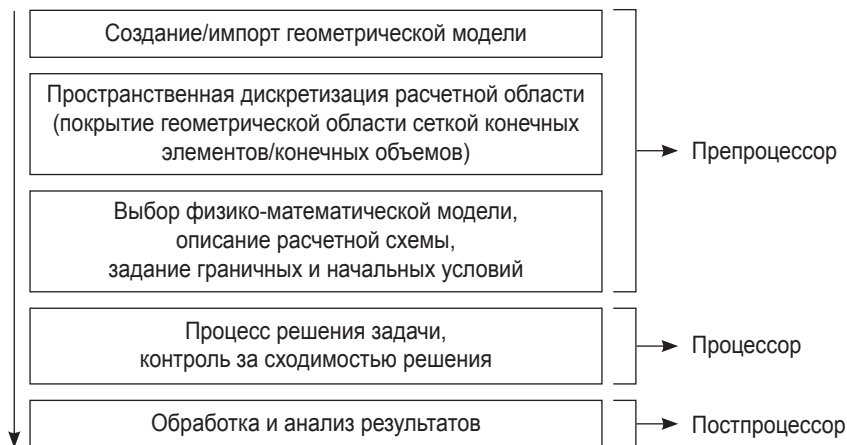 Создание/импорт геометрической модели
Пространственная дискретизация расчетной области
(покрытие геометрической области сеткой конечных
элементов/конечных объемов)
Препроцессор
Выбор физико-математической модели,
описание расчетной схемы,
задание граничных и начальных условий
Процесс решения задачи,
контроль за сходимостью решения
Процессор
Обработка и анализ результатов
Постпроцессор